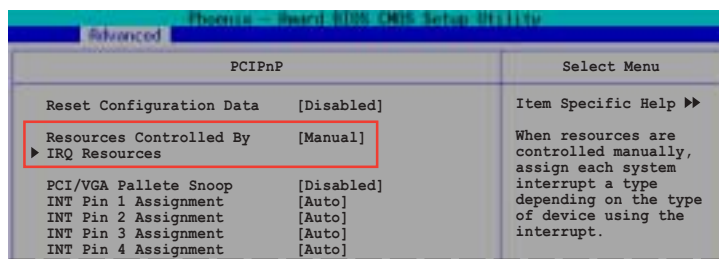 Phoenix - Award BIOS CMOS Setup Utility
Advanced
PCIPnP
Select Menu
Reset Configuration Data [Disabled]
Resources Controlled By [Manual]
IRQ Resources
PCI/VGA Pallete Snoop [Disabled]
INT Pin 1 Assignment [Auto]
INT Pin 2 Assignment [Auto]
INT Pin 3 Assignment [Auto]
INT Pin 4 Assignment [Auto]
Item Specific Help
When resources are
controlled manually,
assign each system
interrupt a type
depending on the type
of device using the
interrupt.